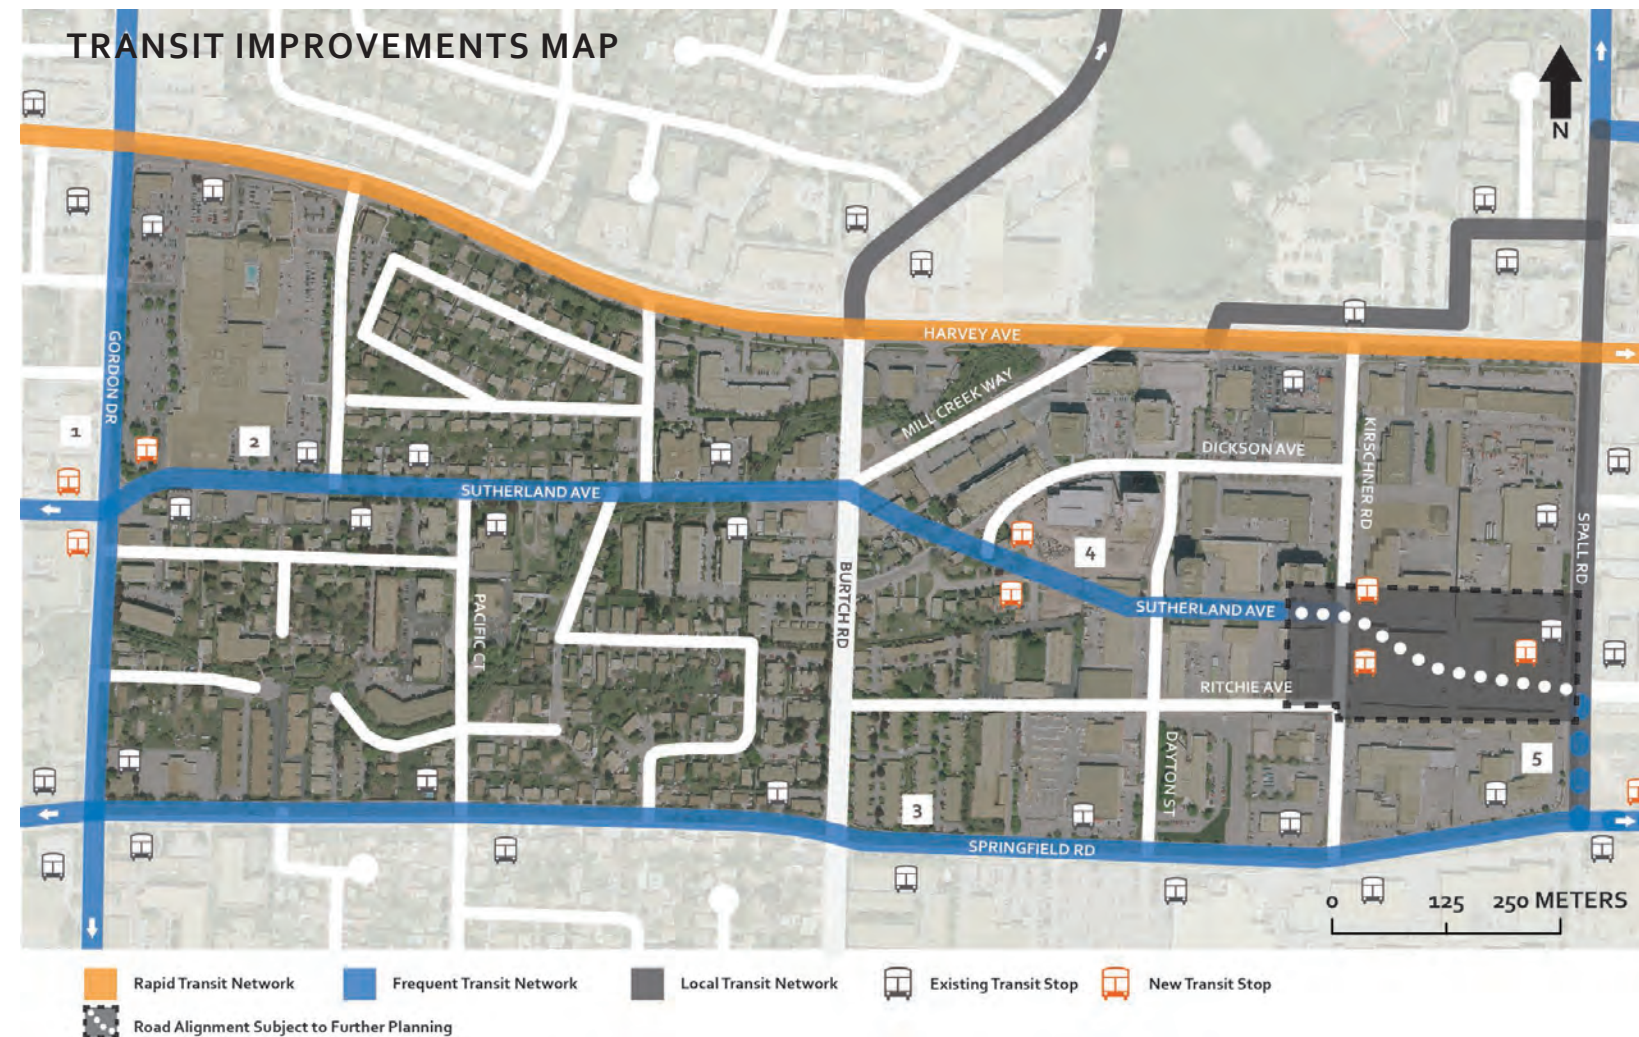 TRANSIT IMPROVEMENTS MAP
N
HARVEY AVE
GORDON DR
MILL CREEK WAY
DICKSON AVE
KIRSCHNER RD
1
2
SUTHERLAND AVE
SPALL RD
4
BURTCH RD
PACIFIC CT
SUTHERLAND AVE
RITCHIE AVE
DAYTON ST
5
3
SPRINGFIELD RD
0 125 250 METERS
Rapid Transit Network Frequent Transit Network Local Transit Network Existing Transit Stop New Transit Stop
Road Alignment Subject to Further Planning